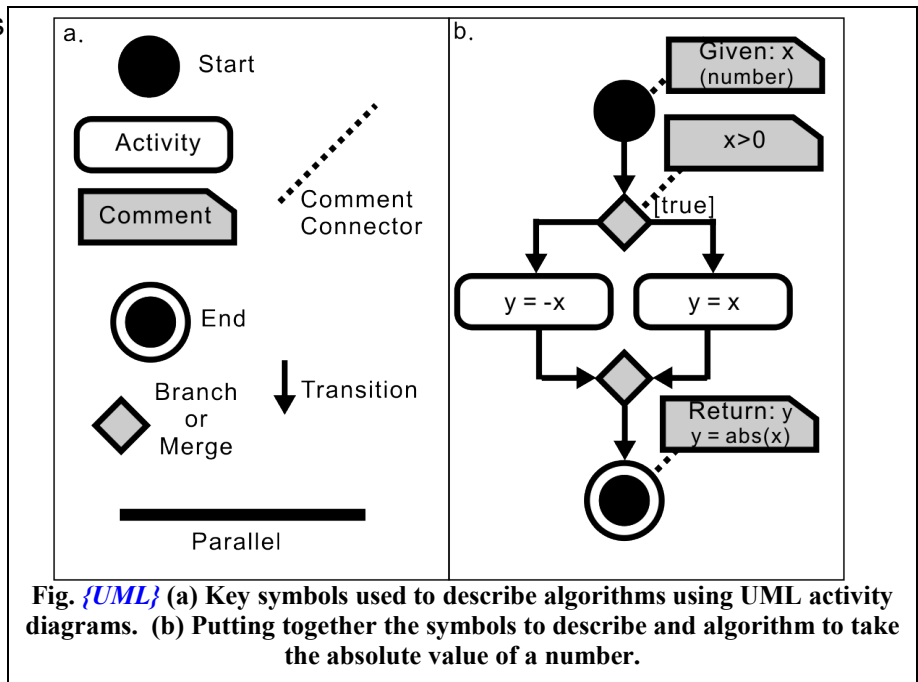 s
a.
Start
Activity
Comment
Comment
Connector
End
Branch
or
Merge
Transition
Parallel
b.
Given: x
(number)
x>0
[true]
y = -x
y = x
Return: y
y = abs(x)
Fig. {UML} (a) Key symbols used to describe algorithms using UML activity
diagrams. (b) Putting together the symbols to describe and algorithm to take
the absolute value of a number.